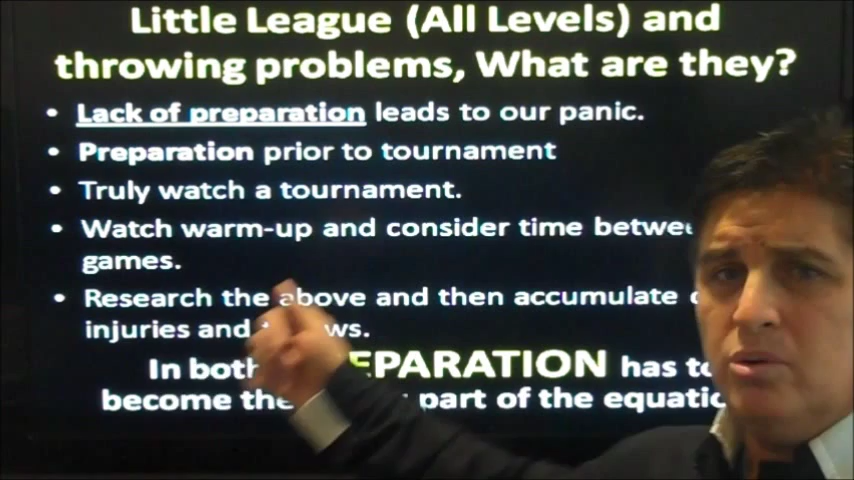 Little League (All Levels) and
throwing problems, What are they?
• Lack of preparation leads to our panic.
• Preparation prior to tournament
• Truly watch a tournament.
• Watch warm-up and consider time
games.
• Research the above and then accumulate
injuries and
In both has
become the part of the